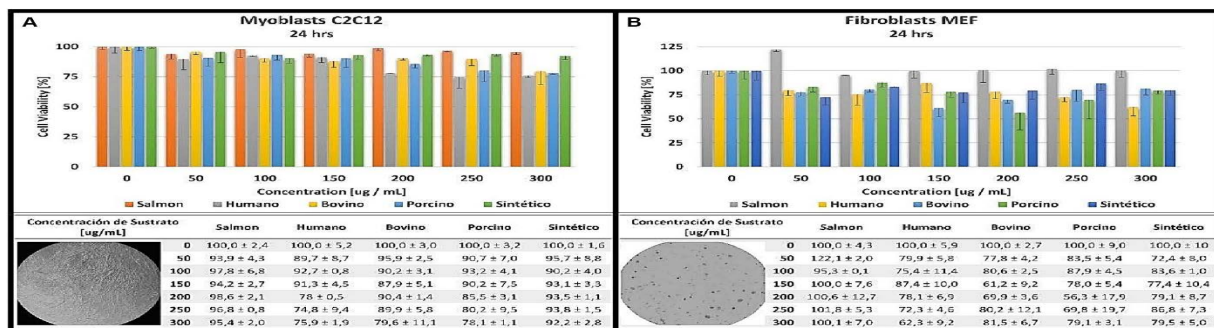 A
Myoblasts C2C12
24 hrs
Cell Viability [%]
100
75
50
25
0
0 50 100 150 200 250 300
Concentration [ug / mL]
Salmon Humano Bovino Porcino Sintético
Concentración de Sustrato [ug/mL] Salmon Humano Bovino Porcino Sintético
0 100,0 ± 2,4 100,0 ± 5,2 100,0 ± 3,0 100,0 ± 3,2 100,0 ± 1,6
50 93,9 ± 4,3 89,7 ± 8,7 95,9 ± 2,5 90,7 ± 7,0 95,7 ± 8,8
100 97,8 ± 6,8 92,7 ± 0,8 90,2 ± 3,1 93,2 ± 4,1 90,2 ± 4,0
150 94,2 ± 2,7 91,3 ± 4,5 87,9 ± 5,1 90,2 ± 7,5 93,1 ± 3,3
200 98,6 ± 2,1 78 ± 0,5 90,4 ± 1,4 85,5 ± 3,1 93,5 ± 1,1
250 96,8 ± 0,8 74,8 ± 9,4 89,9 ± 5,8 80,2 ± 9,5 93,8 ± 1,5
300 95,4 ± 2,0 75,9 ± 1,9 79,6 ± 11,1 78,1 ± 1,1 92,2 ± 2,8
B
Fibroblasts MEF
24 hrs
Cell Viability [%]
125
100
75
50
25
0
0 50 100 150 200 250 300
Concentration [ug / mL]
Salmon Humano Bovino Porcino Sintético
Concentración de Sustrato [ug/mL] Salmon Humano Bovino Porcino Sintético
0 100,0 ± 4,3 100,0 ± 5,9 100,0 ± 2,7 100,0 ± 9,0 100,0 ± 10
50 122,1 ± 2,0 79,9 ± 5,8 77,8 ± 4,2 83,5 ± 5,4 72,4 ± 8,0
100 95,3 ± 0,1 75,4 ± 11,4 80,6 ± 2,5 87,9 ± 4,5 83,6 ± 1,0
150 100,0 ± 7,6 87,4 ± 10,0 61,2 ± 9,2 78,0 ± 5,4 77,4 ± 10,4
200 100,6 ± 12,7 78,1 ± 6,9 69,9 ± 3,6 56,3 ± 17,9 79,1 ± 8,7
250 101,8 ± 5,3 72,3 ± 4,6 80,2 ± 12,1 69,8 ± 19,7 86,8 ± 7,3
300 100,1 ± 7,0 62,3 ± 9,2 81,5 ± 6,7 79,1 ± 3,1 79,5 ± 5,0